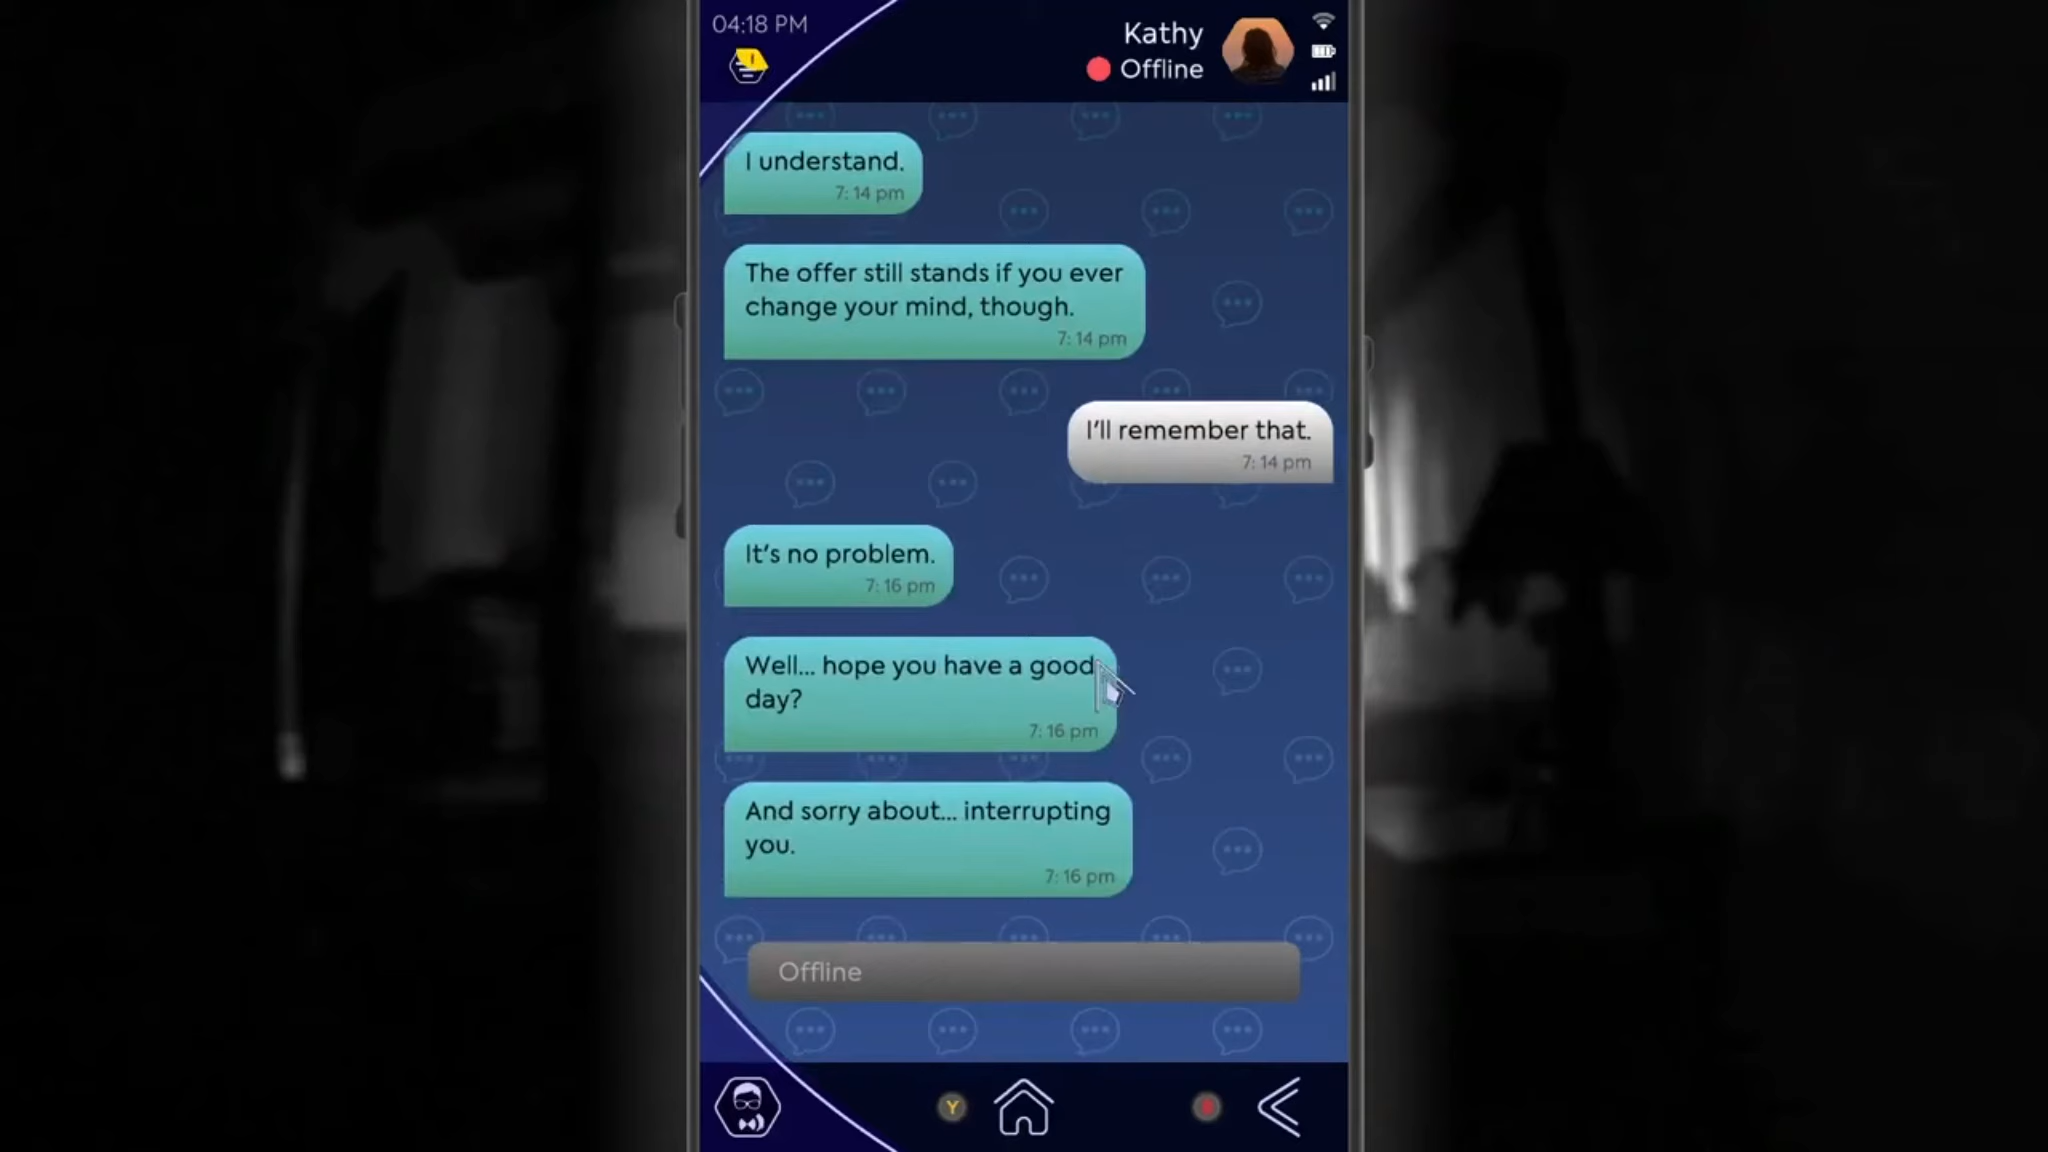 04:18 PM
Kathy
Offline
I understand.
7: 14 pm
The offer still stands if you ever
change your mind, though.
7: 14 pm
I'll remember that.
7: 14 pm
It's no problem.
7: 16 pm
Well... hope you have a good
day?
7: 16 pm
And sorry about... interrupting
you.
7: 16 pm
Offline
Y